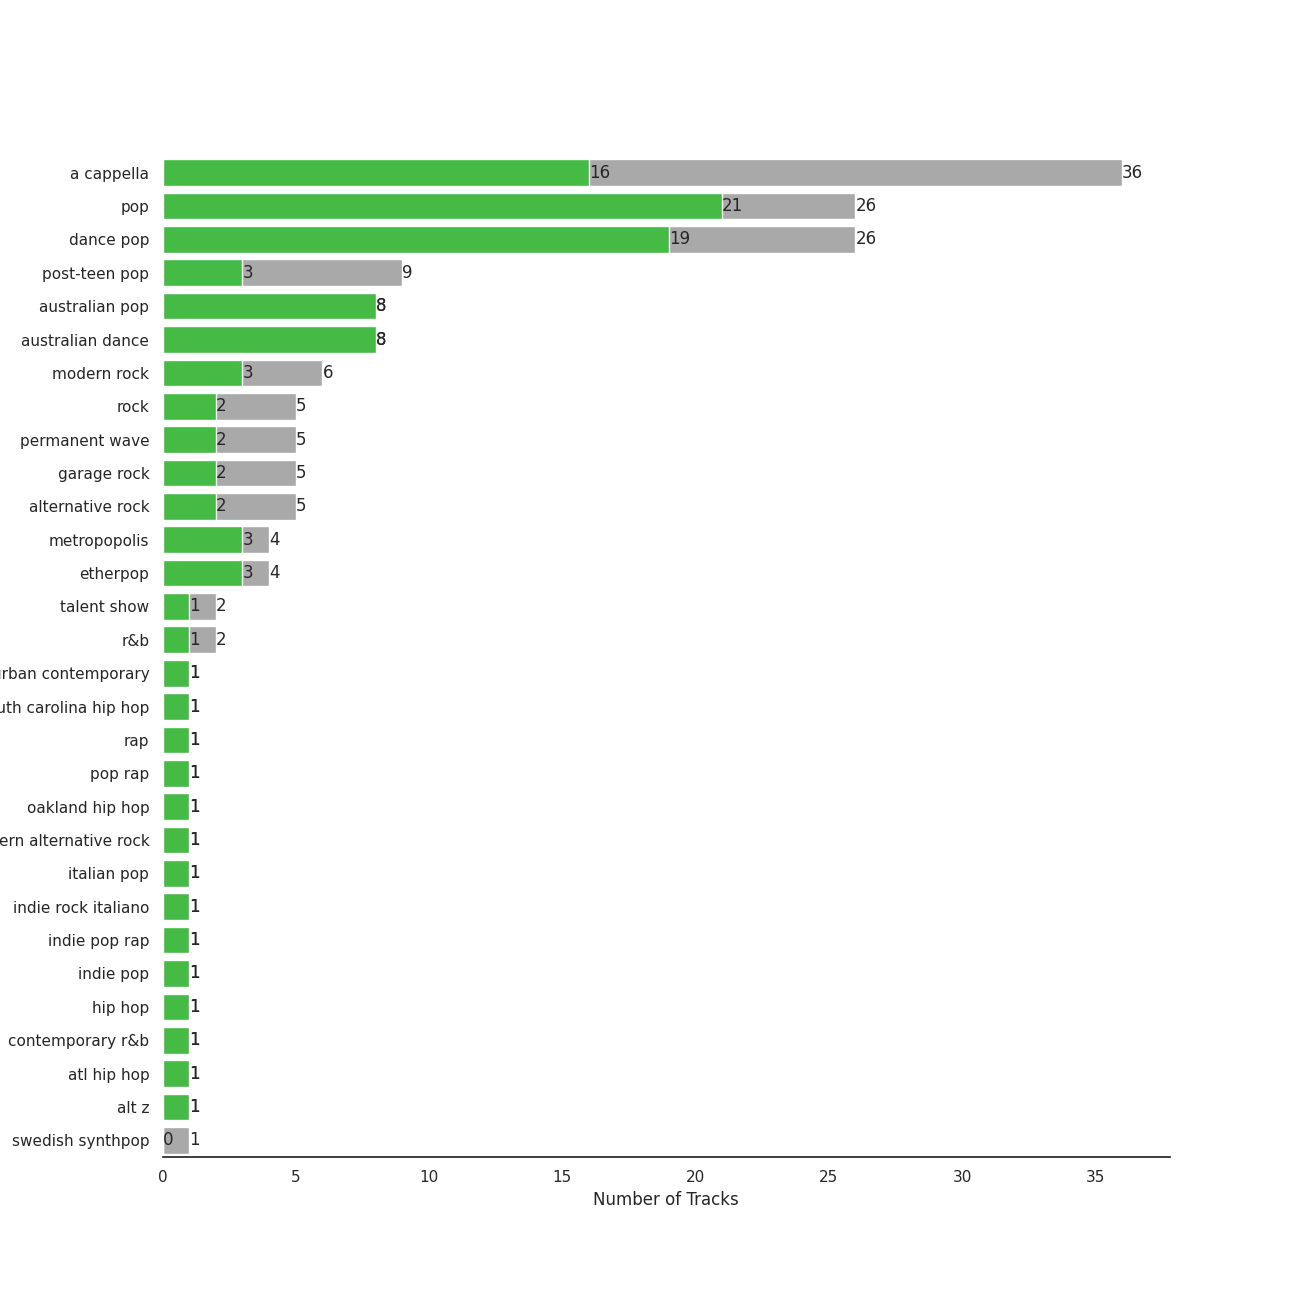 a cappella 16 36
pop 21 26
dance pop 19 26
post-teen pop 3 9
australian pop 8
australian dance 8
modern rock 3 6
rock 2 5
permanent wave 2 5
garage rock 2 5
alternative rock 2 5
metropopolis 3 4
etherpop 3 4
talent show 1 2
r&b 1 2
rban contemporary 1
uth carolina hip hop 1
rap 1
pop rap 1
oakland hip hop 1
ern alternative rock 1
italian pop 1
indie rock italiano 1
indie pop rap 1
indie pop 1
hip hop 1
contemporary r&b 1
atl hip hop 1
alt z 1
swedish synthpop 0 1
0 5 10 15 20 25 30 35
Number of Tracks